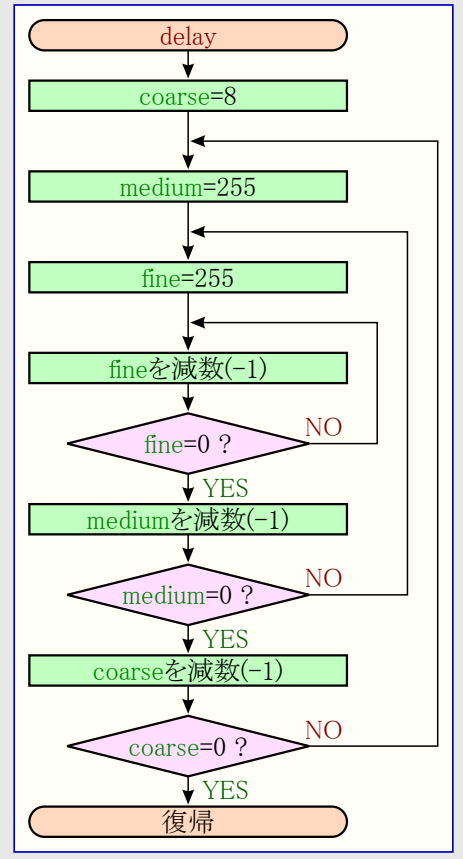 delay
coarse=8
medium=255
fine=255
fineを減数(-1)
NO
fine=0 ?
YES
mediumを減数(-1)
NO
medium=0 ?
YES
coarseを減数(-1)
NO
coarse=0 ?
YES
復帰